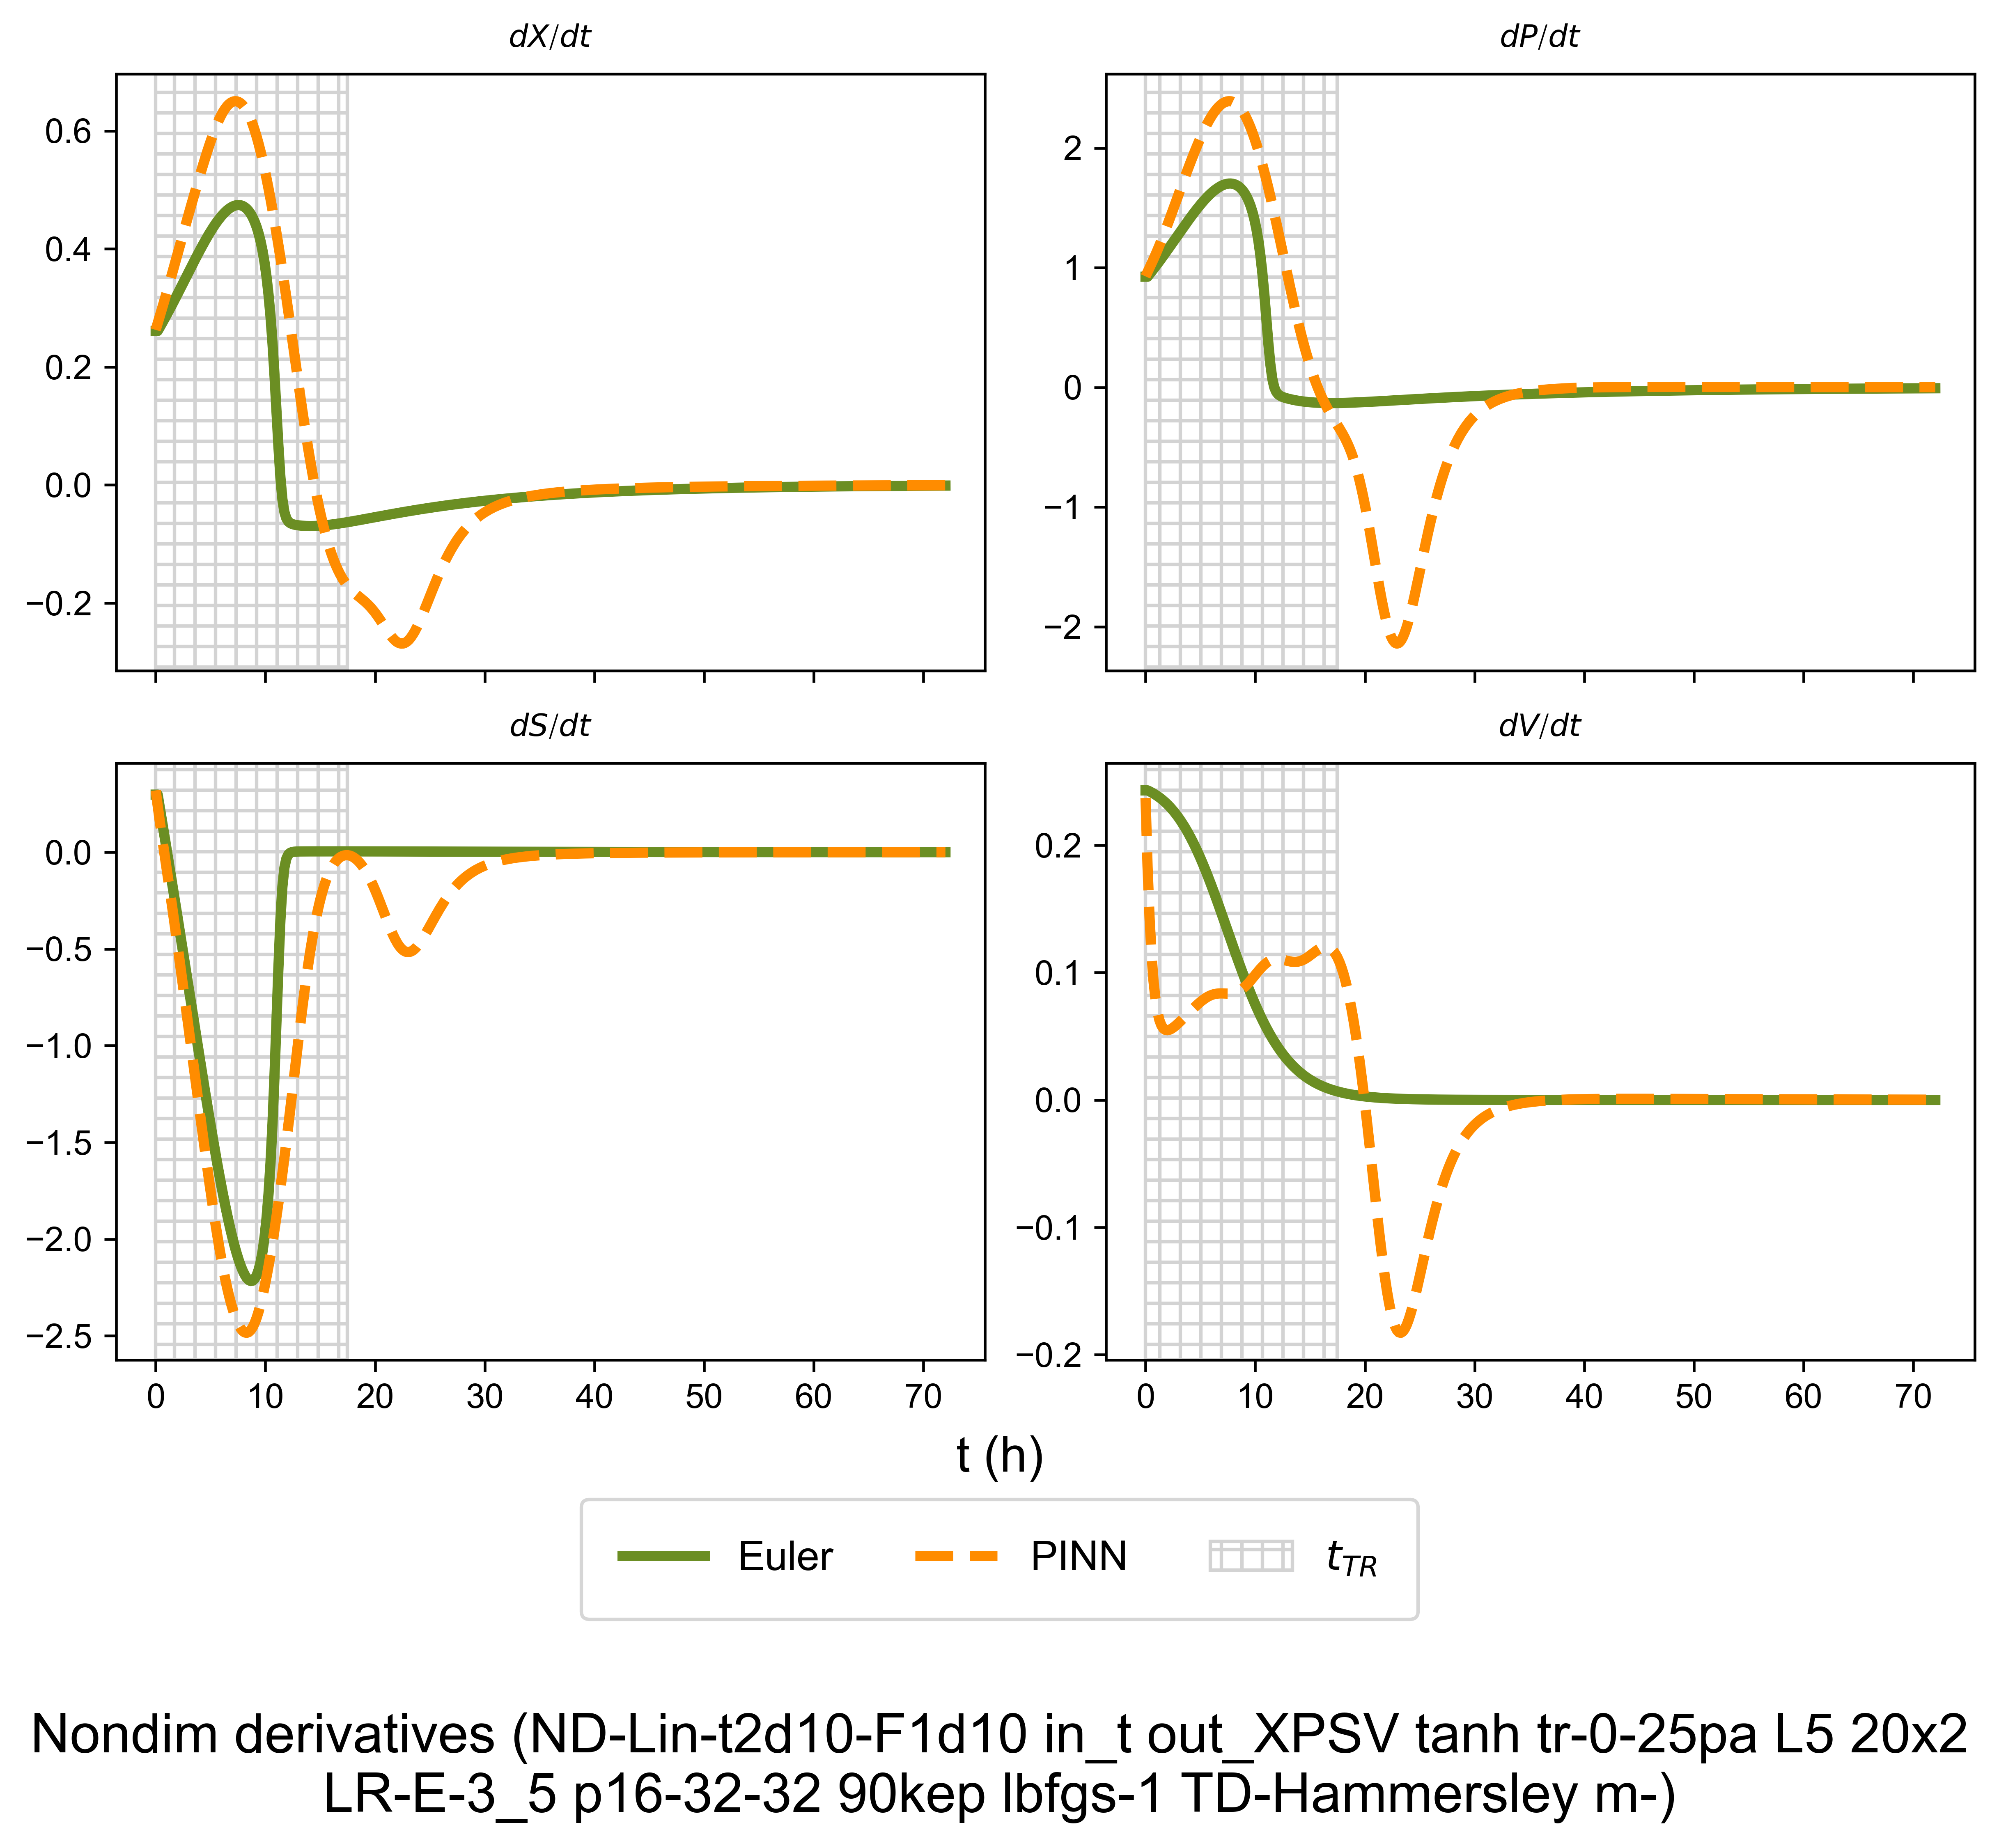 dX/dt
dP/dt
0.6
0.4
0.2
0.0
−0.2
2
1
0
−1
−2
dS/dt
dV/dt
0.0
−0.5
−1.0
−1.5
−2.0
−2.5
0.2
0.1
0.0
−0.1
−0.2
0 10 20 30 40 50 60 70
0 10 20 30 40 50 60 70
t (h)
Euler PINN t_TR
Nondim derivatives (ND-Lin-t2d10-F1d10 in_t out_XPSV tanh tr-0-25pa L5 20x2
LR-E-3_5 p16-32-32 90kep lbfgs-1 TD-Hammersley m-)